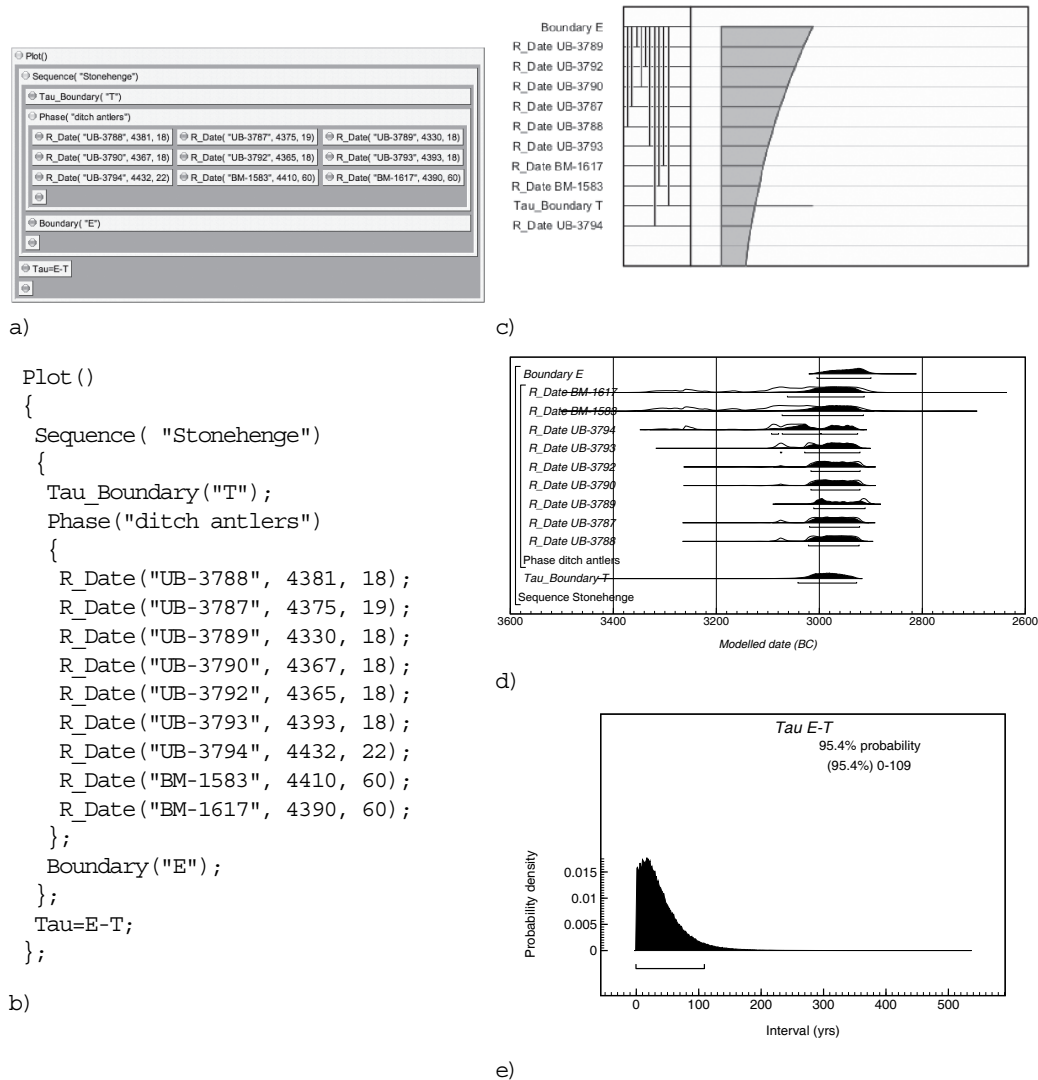 Plot()
Sequence( "Stonehenge")
Tau_Boundary( "T")
Phase( "ditch antlers")
R_Date( "UB-3788", 4381, 18) R_Date( "UB-3787", 4375, 19) R_Date( "UB-3789", 4330, 18)
R_Date( "UB-3790", 4367, 18) R_Date( "UB-3792", 4365, 18) R_Date( "UB-3793", 4393, 18)
R_Date( "UB-3794", 4432, 22) R_Date( "BM-1583", 4410, 60) R_Date( "BM-1617", 4390, 60)
Boundary( "E")
Tau=E-T
a)
Plot()
{
Sequence( "Stonehenge")
{
Tau_Boundary("T");
Phase("ditch antlers")
{
R_Date("UB-3788", 4381, 18);
R_Date("UB-3787", 4375, 19);
R_Date("UB-3789", 4330, 18);
R_Date("UB-3790", 4367, 18);
R_Date("UB-3792", 4365, 18);
R_Date("UB-3793", 4393, 18);
R_Date("UB-3794", 4432, 22);
R_Date("BM-1583", 4410, 60);
R_Date("BM-1617", 4390, 60);
};
Boundary("E");
};
Tau=E-T;
};
b)
Boundary E
R_Date UB-3789
R_Date UB-3792
R_Date UB-3790
R_Date UB-3787
R_Date UB-3788
R_Date UB-3793
R_Date BM-1617
R_Date BM-1583
Tau_Boundary T
R_Date UB-3794
c)
Boundary E
R_Date BM-1617
R_Date BM-1583
R_Date UB-3794
R_Date UB-3793
R_Date UB-3792
R_Date UB-3790
R_Date UB-3789
R_Date UB-3787
R_Date UB-3788
Phase ditch antlers
Tau_Boundary T
Sequence Stonehenge
3600 3400 3200 3000 2800 2600
Modelled date (BC)
d)
Tau E-T
95.4% probability
(95.4%) 0-109
Probability density
0.015
0.01
0.005
0
0 100 200 300 400 500
Interval (yrs)
e)